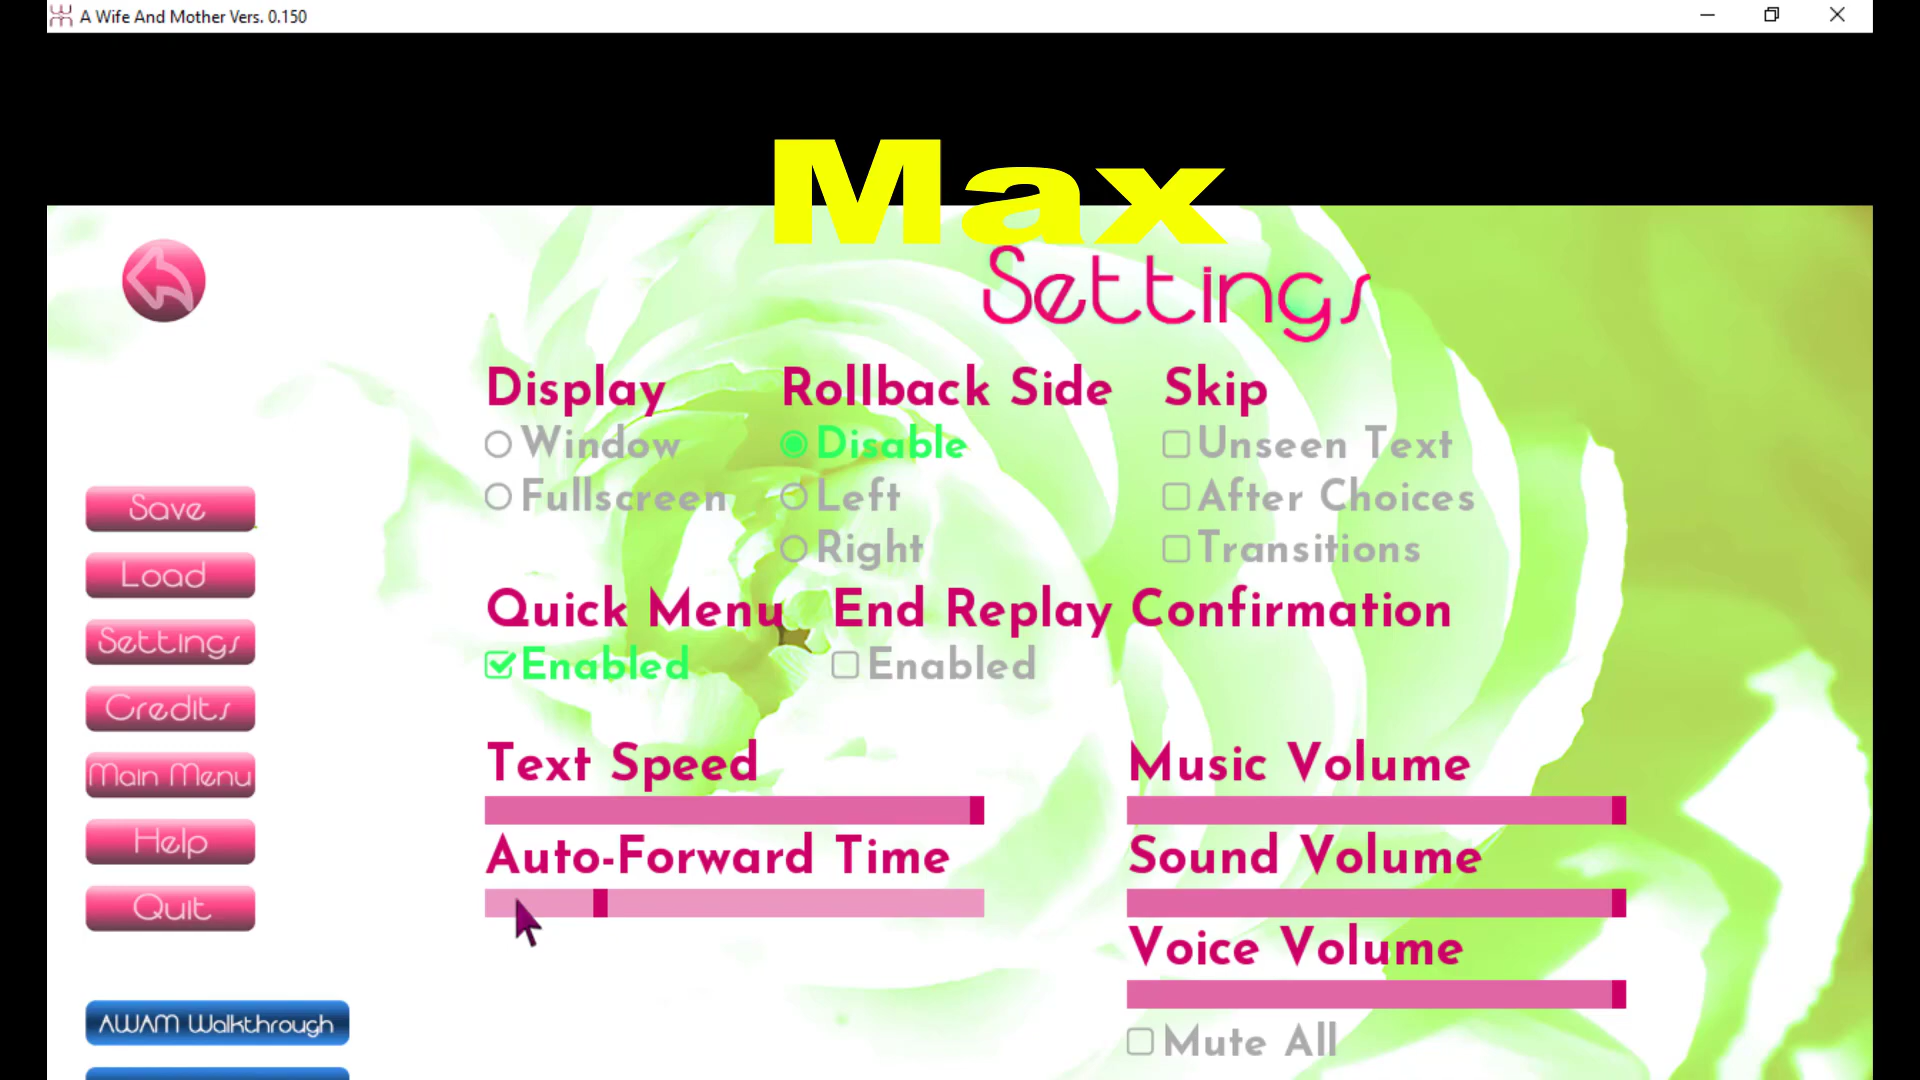 A Wife And Mother Vers. 0.150
Max
Settings
Display
Rollback Side
Skip
Window
Disable
Unseen Text
Fullscreen
Left
After Choices
Right
Transitions
Quick Menu
End Replay Confirmation
Enabled
Enabled
Text Speed
Music Volume
Auto-Forward Time
Sound Volume
Voice Volume
Mute All
Save
Load
Settings
Credits
Main Menu
Help
Quit
AWAM Walkthrough